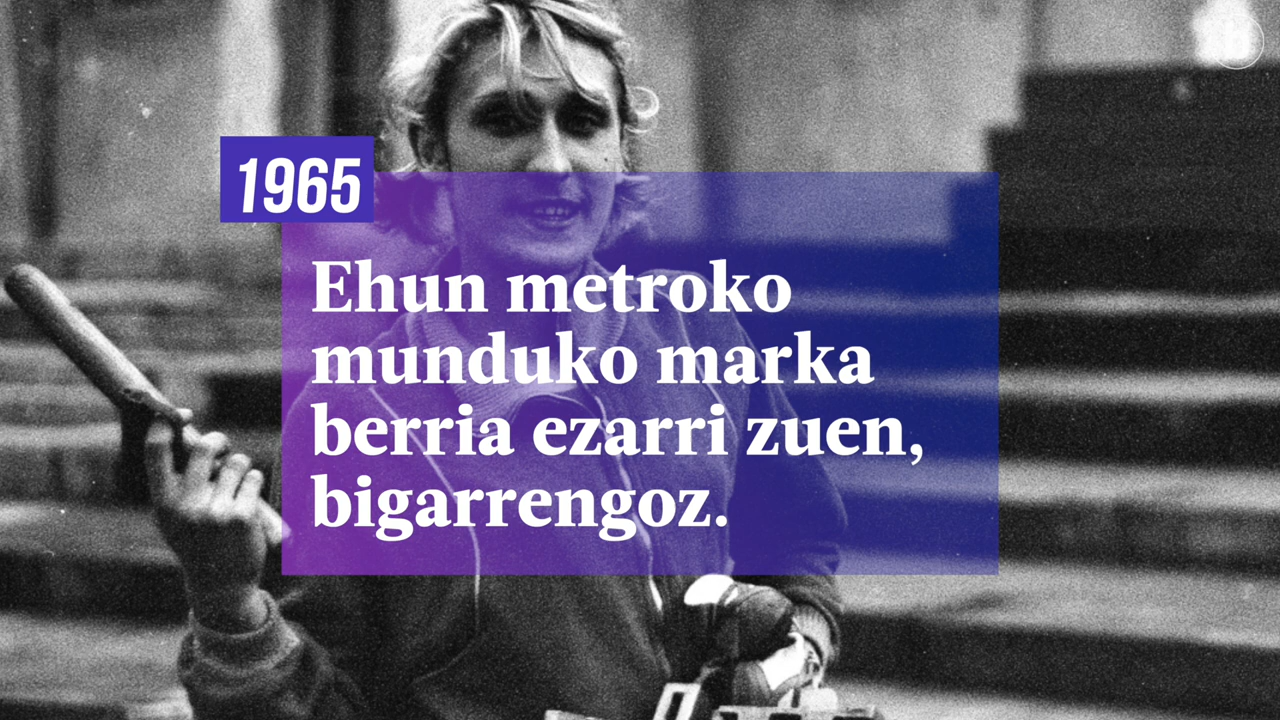 1965
Ehun metroko
munduko marka
berria ezarri zuen,
bigarrengoz.